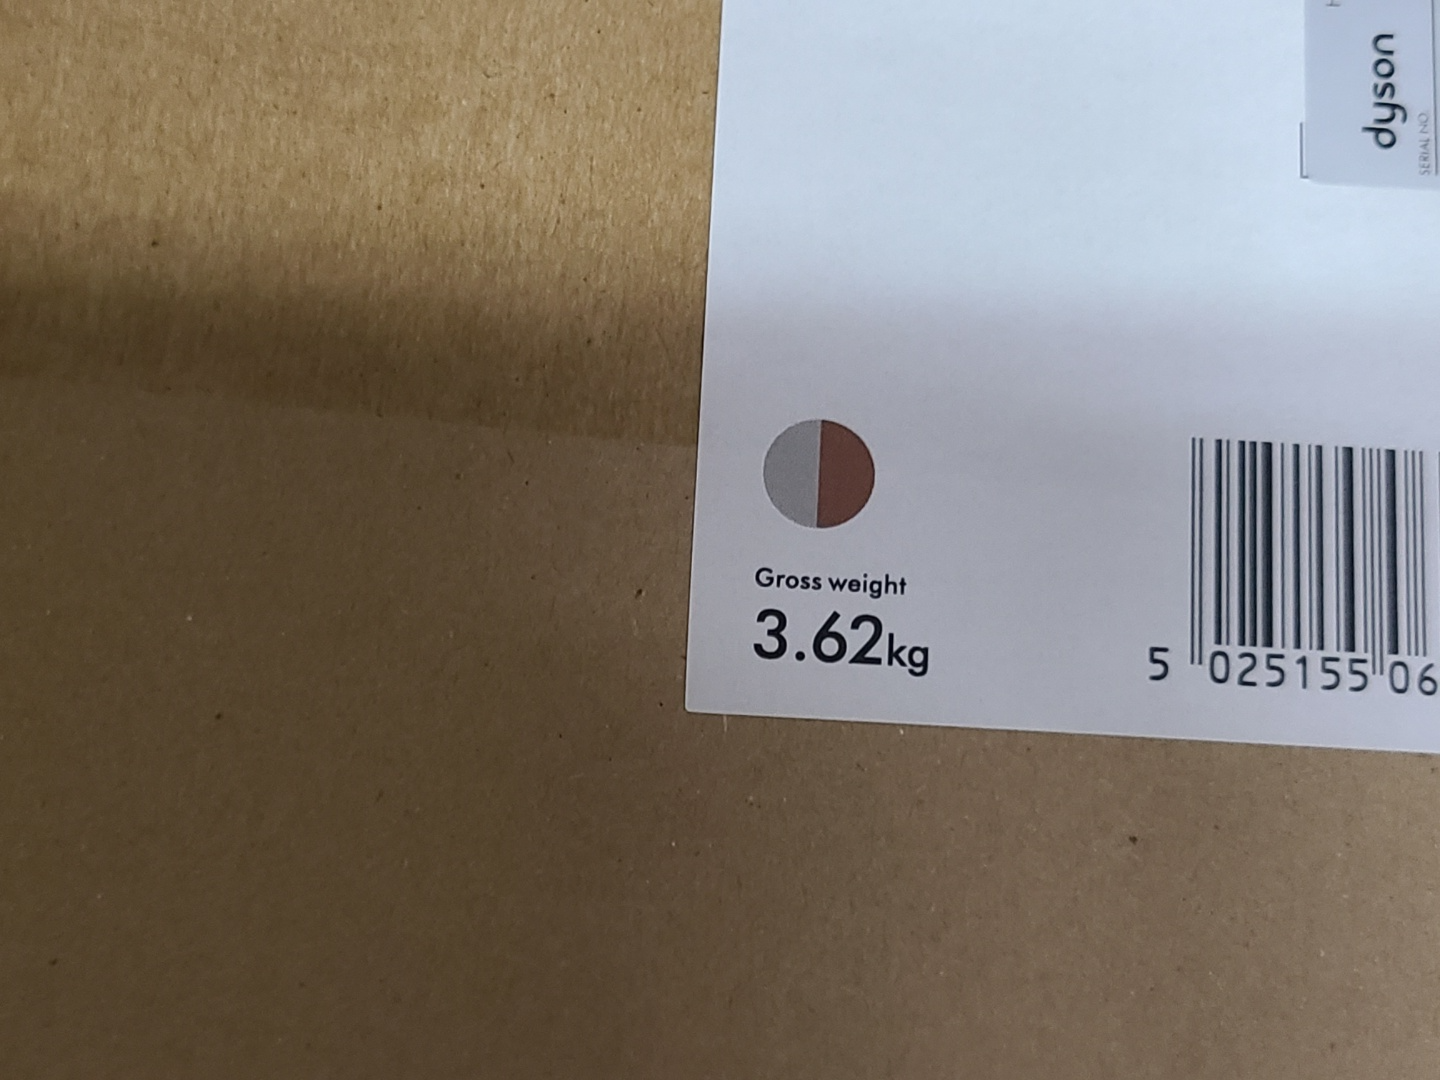 dyson
SERIAL NO.
Gross weight
3.62kg
5 025155 06